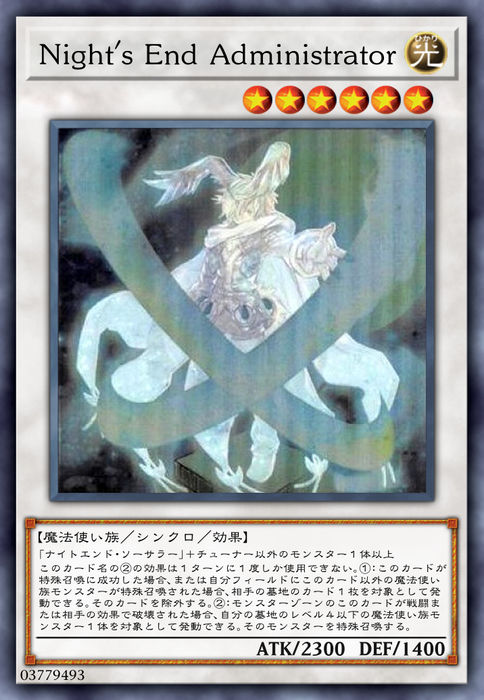 Night's End Administrator
ひかり
光
【魔法使い族／シンクロ／効果】
「ナイトエンド・ソーサラー」＋チューナー以外のモンスター１体以上
このカード名の②の効果は１ターンに１度しか使用できない。①：このカードが
特殊召喚に成功した場合、または自分フィールドにこのカード以外の魔法使い
族モンスターが特殊召喚された場合、相手の墓地のカード１枚を対象として発
動できる。そのカードを除外する。②：モンスターゾーンのこのカードが戦闘ま
たは相手の効果で破壊された場合、自分の墓地のレベル４以下の魔法使い族モ
ンスター１体を対象として発動できる。そのモンスターを特殊召喚する。
ATK/2300 DEF/1400
03779493